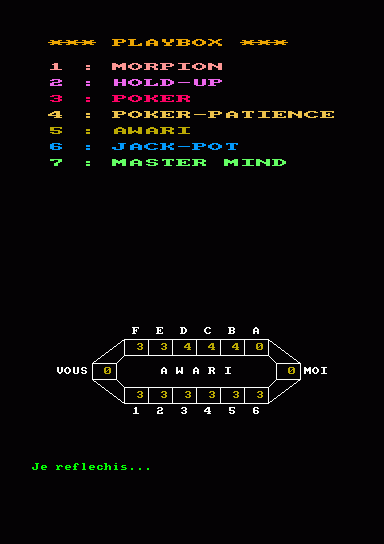 *** PLAYBOX ***
1 : MORPION
2 : HOLD-UP
3 : POKER
4 : POKER-PATIENCE
5 : AWARI
6 : JACK-POT
7 : MASTER MIND
F E D C B A
3 3 4 4 4 0
VOUS 0 A W A R I 0 MOI
3 3 3 3 3 3
1 2 3 4 5 6
Je reflechis...